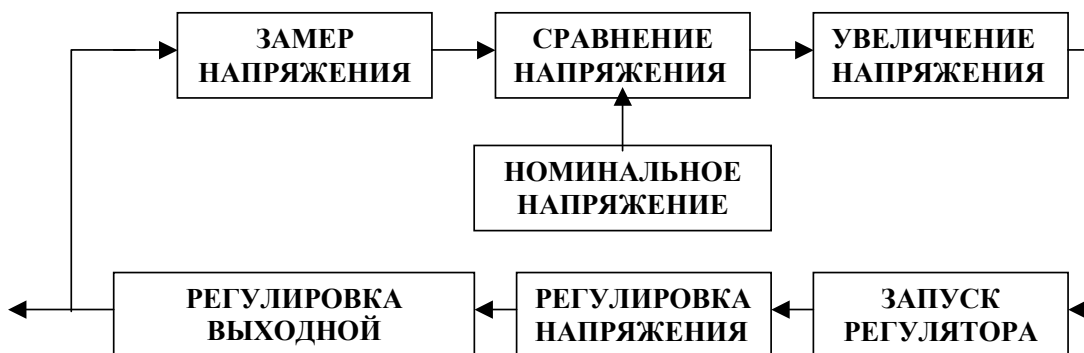 ЗАМЕР
НАПРЯЖЕНИЯ
СРАВНЕНИЕ
НАПРЯЖЕНИЯ
УВЕЛИЧЕНИЕ
НАПРЯЖЕНИЯ
НОМИНАЛЬНОЕ
НАПРЯЖЕНИЕ
РЕГУЛИРОВКА
ВЫХОДНОЙ
РЕГУЛИРОВКА
НАПРЯЖЕНИЯ
ЗАПУСК
РЕГУЛЯТОРА